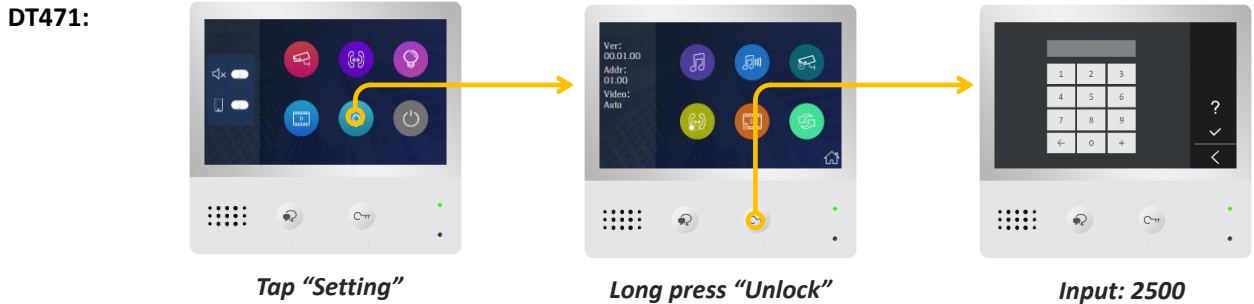 DT471:
Ver:
00.01.00
Addr:
01.00
Video:
Auto
1 2 3
4 5 6
7 8 9
← 0 +
?
Tap “Setting”
Long press “Unlock”
Input: 2500